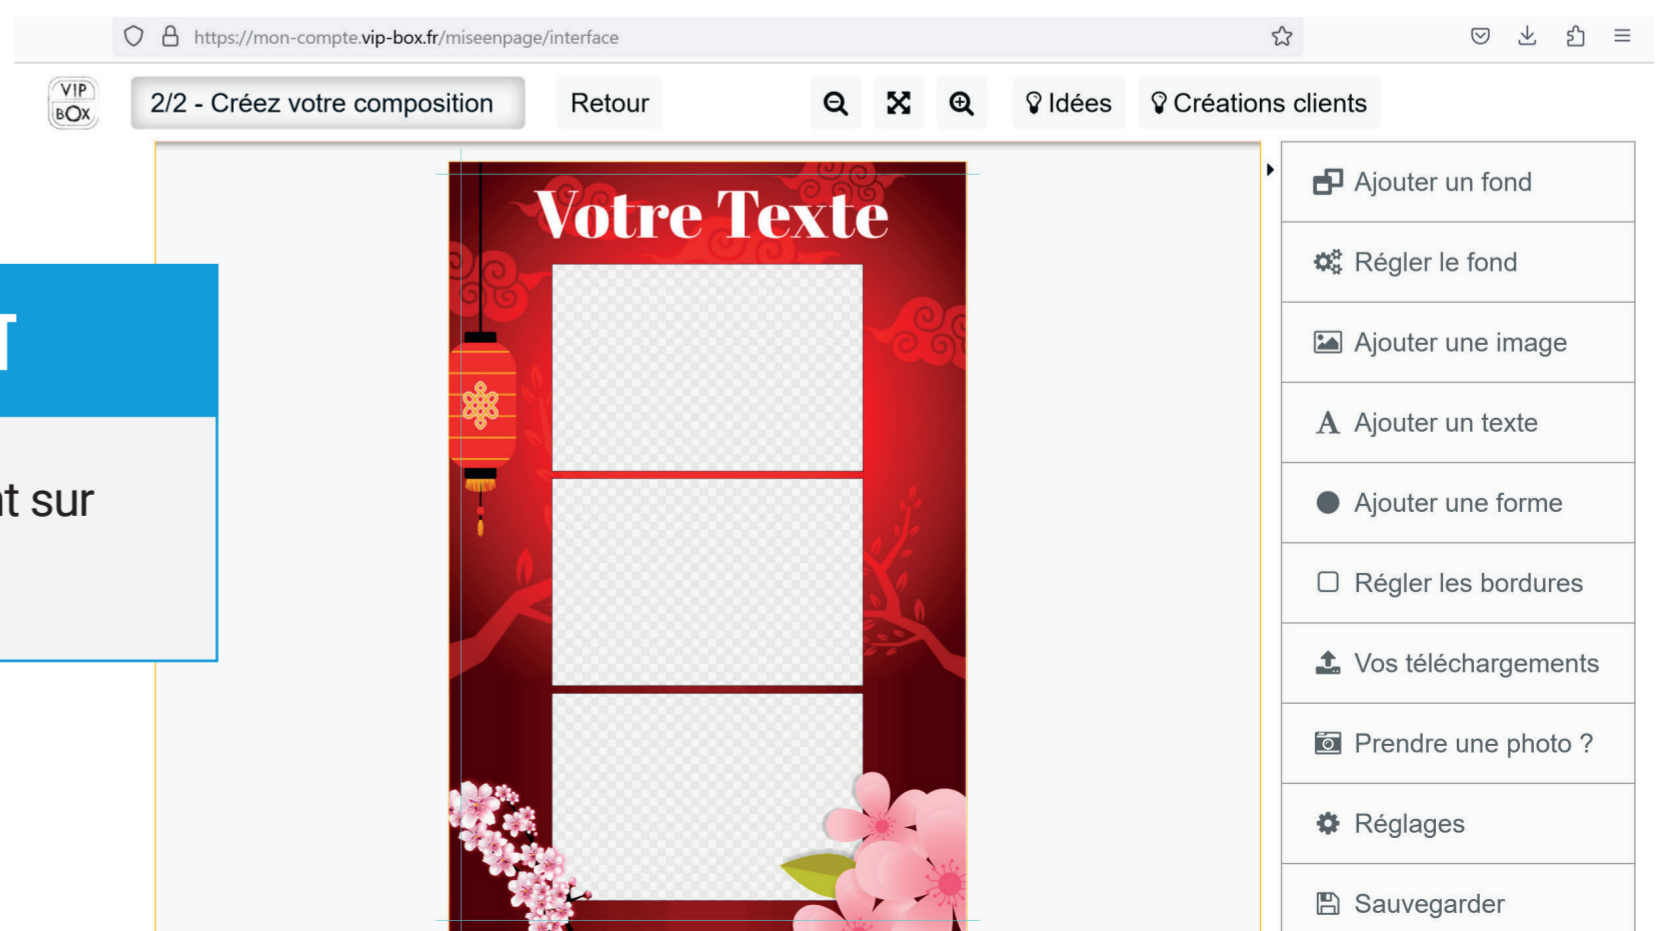 https://mon-compte.vip-box.fr/miseenpage/interface
VIP
BOX
2/2 - Créez votre composition
Retour
Idées
Créations clients
Votre Texte
T
sur
Ajouter un fond
Régler le fond
Ajouter une image
A Ajouter un texte
Ajouter une forme
Régler les bordures
Vos téléchargements
Prendre une photo ?
Réglages
Sauvegarder